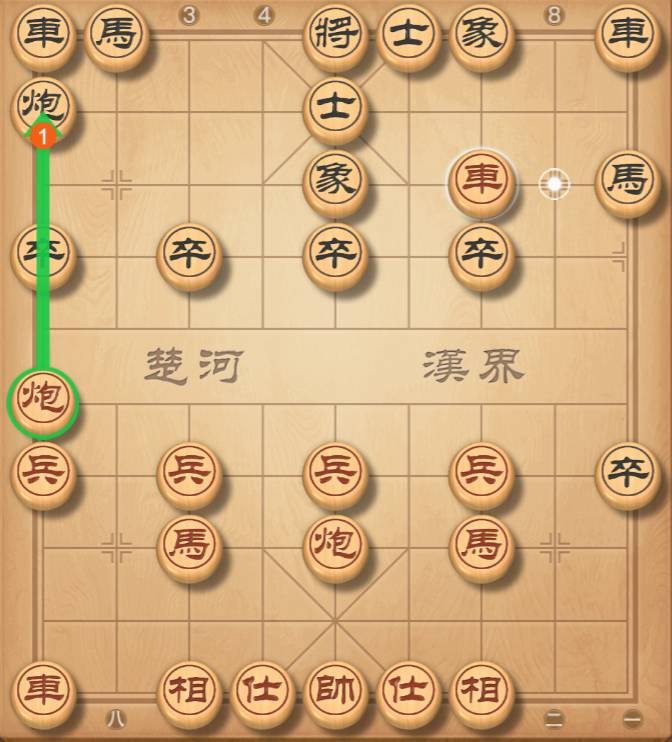 3 4 8
車 馬 將 士 象 車
炮 士
1
象 車 馬
卒 卒 卒 卒
楚河 漢界
炮
兵 兵 兵 兵 卒
馬 炮 馬
車 相 仕 帥 仕 相
八 二 一